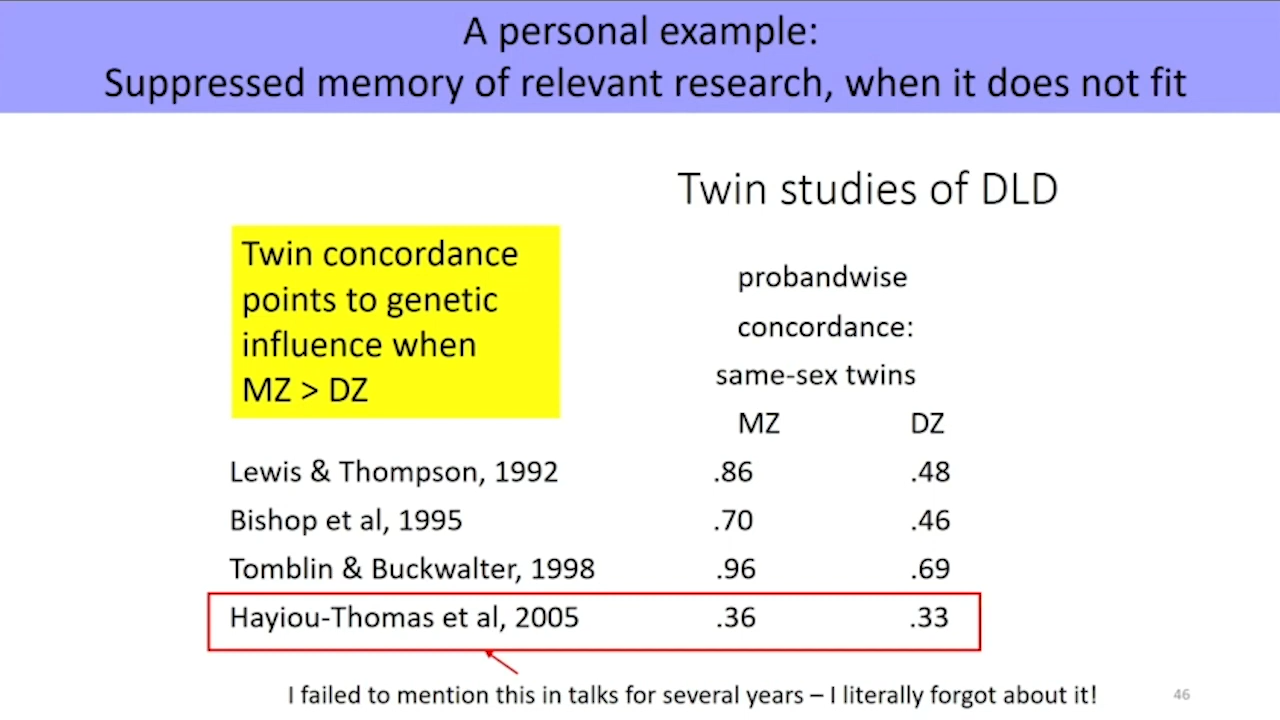 A personal example:
Suppressed memory of relevant research, when it does not fit
Twin studies of DLD
Twin concordance
points to genetic
influence when
MZ > DZ
probandwise
concordance:
same-sex twins
MZ DZ
Lewis & Thompson, 1992 .86 .48
Bishop et al, 1995 .70 .46
Tomblin & Buckwalter, 1998 .96 .69
Hayiou-Thomas et al, 2005 .36 .33
I failed to mention this in talks for several years – I literally forgot about it!
46